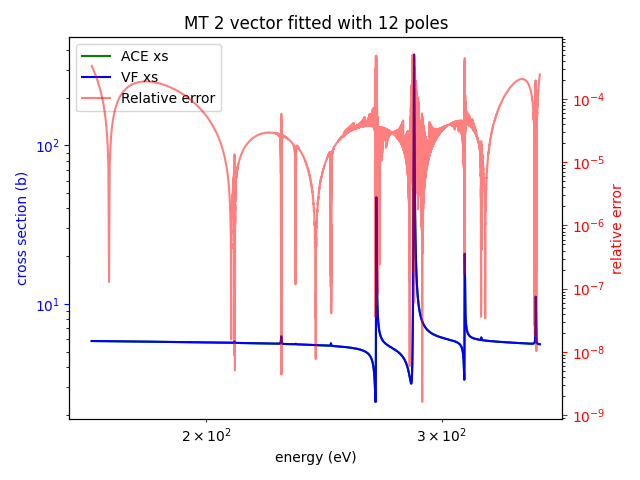 MT 2 vector fitted with 12 poles
ACE xs
VF xs
Relative error
10²
10¹
cross section (b)
10⁻⁴
10⁻⁵
10⁻⁶
10⁻⁷
10⁻⁸
10⁻⁹
relative error
2 × 10²
3 × 10²
energy (eV)